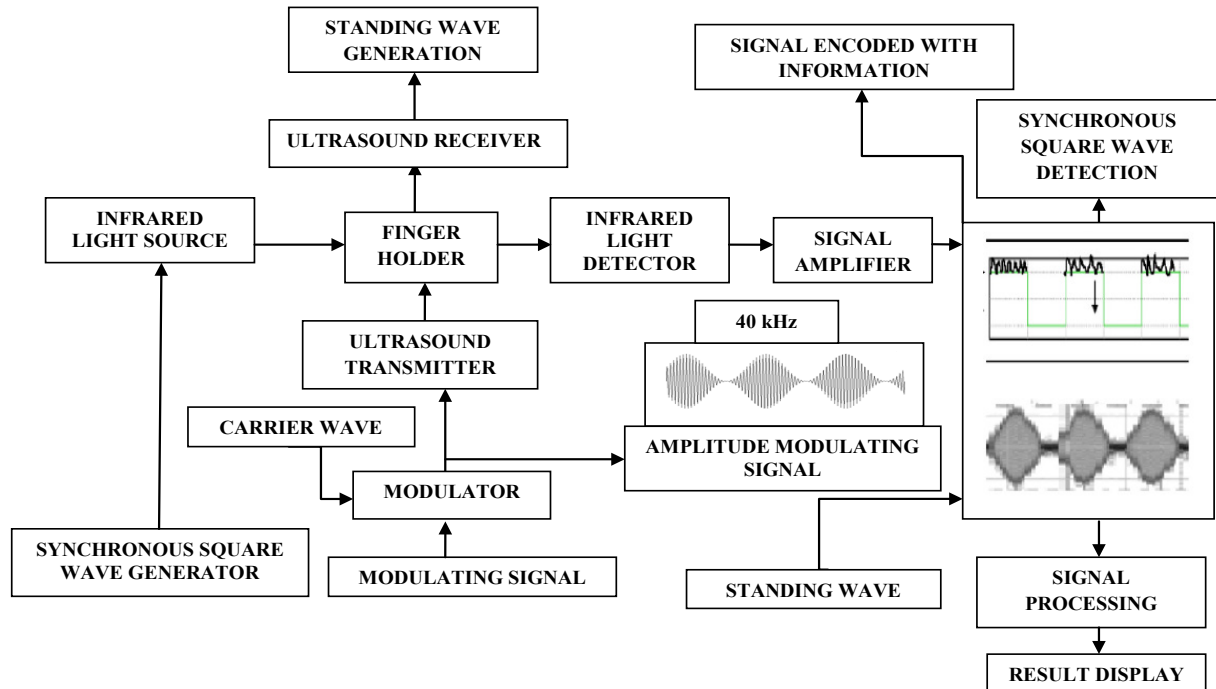 STANDING WAVE
GENERATION
SIGNAL ENCODED WITH
INFORMATION
ULTRASOUND RECEIVER
SYNCHRONOUS
SQUARE WAVE
DETECTION
INFRARED
LIGHT SOURCE
FINGER
HOLDER
INFRARED
LIGHT
DETECTOR
SIGNAL
AMPLIFIER
40 kHz
ULTRASOUND
TRANSMITTER
CARRIER WAVE
AMPLITUDE MODULATING
SIGNAL
MODULATOR
SYNCHRONOUS SQUARE
WAVE GENERATOR
MODULATING SIGNAL
STANDING WAVE
SIGNAL
PROCESSING
RESULT DISPLAY